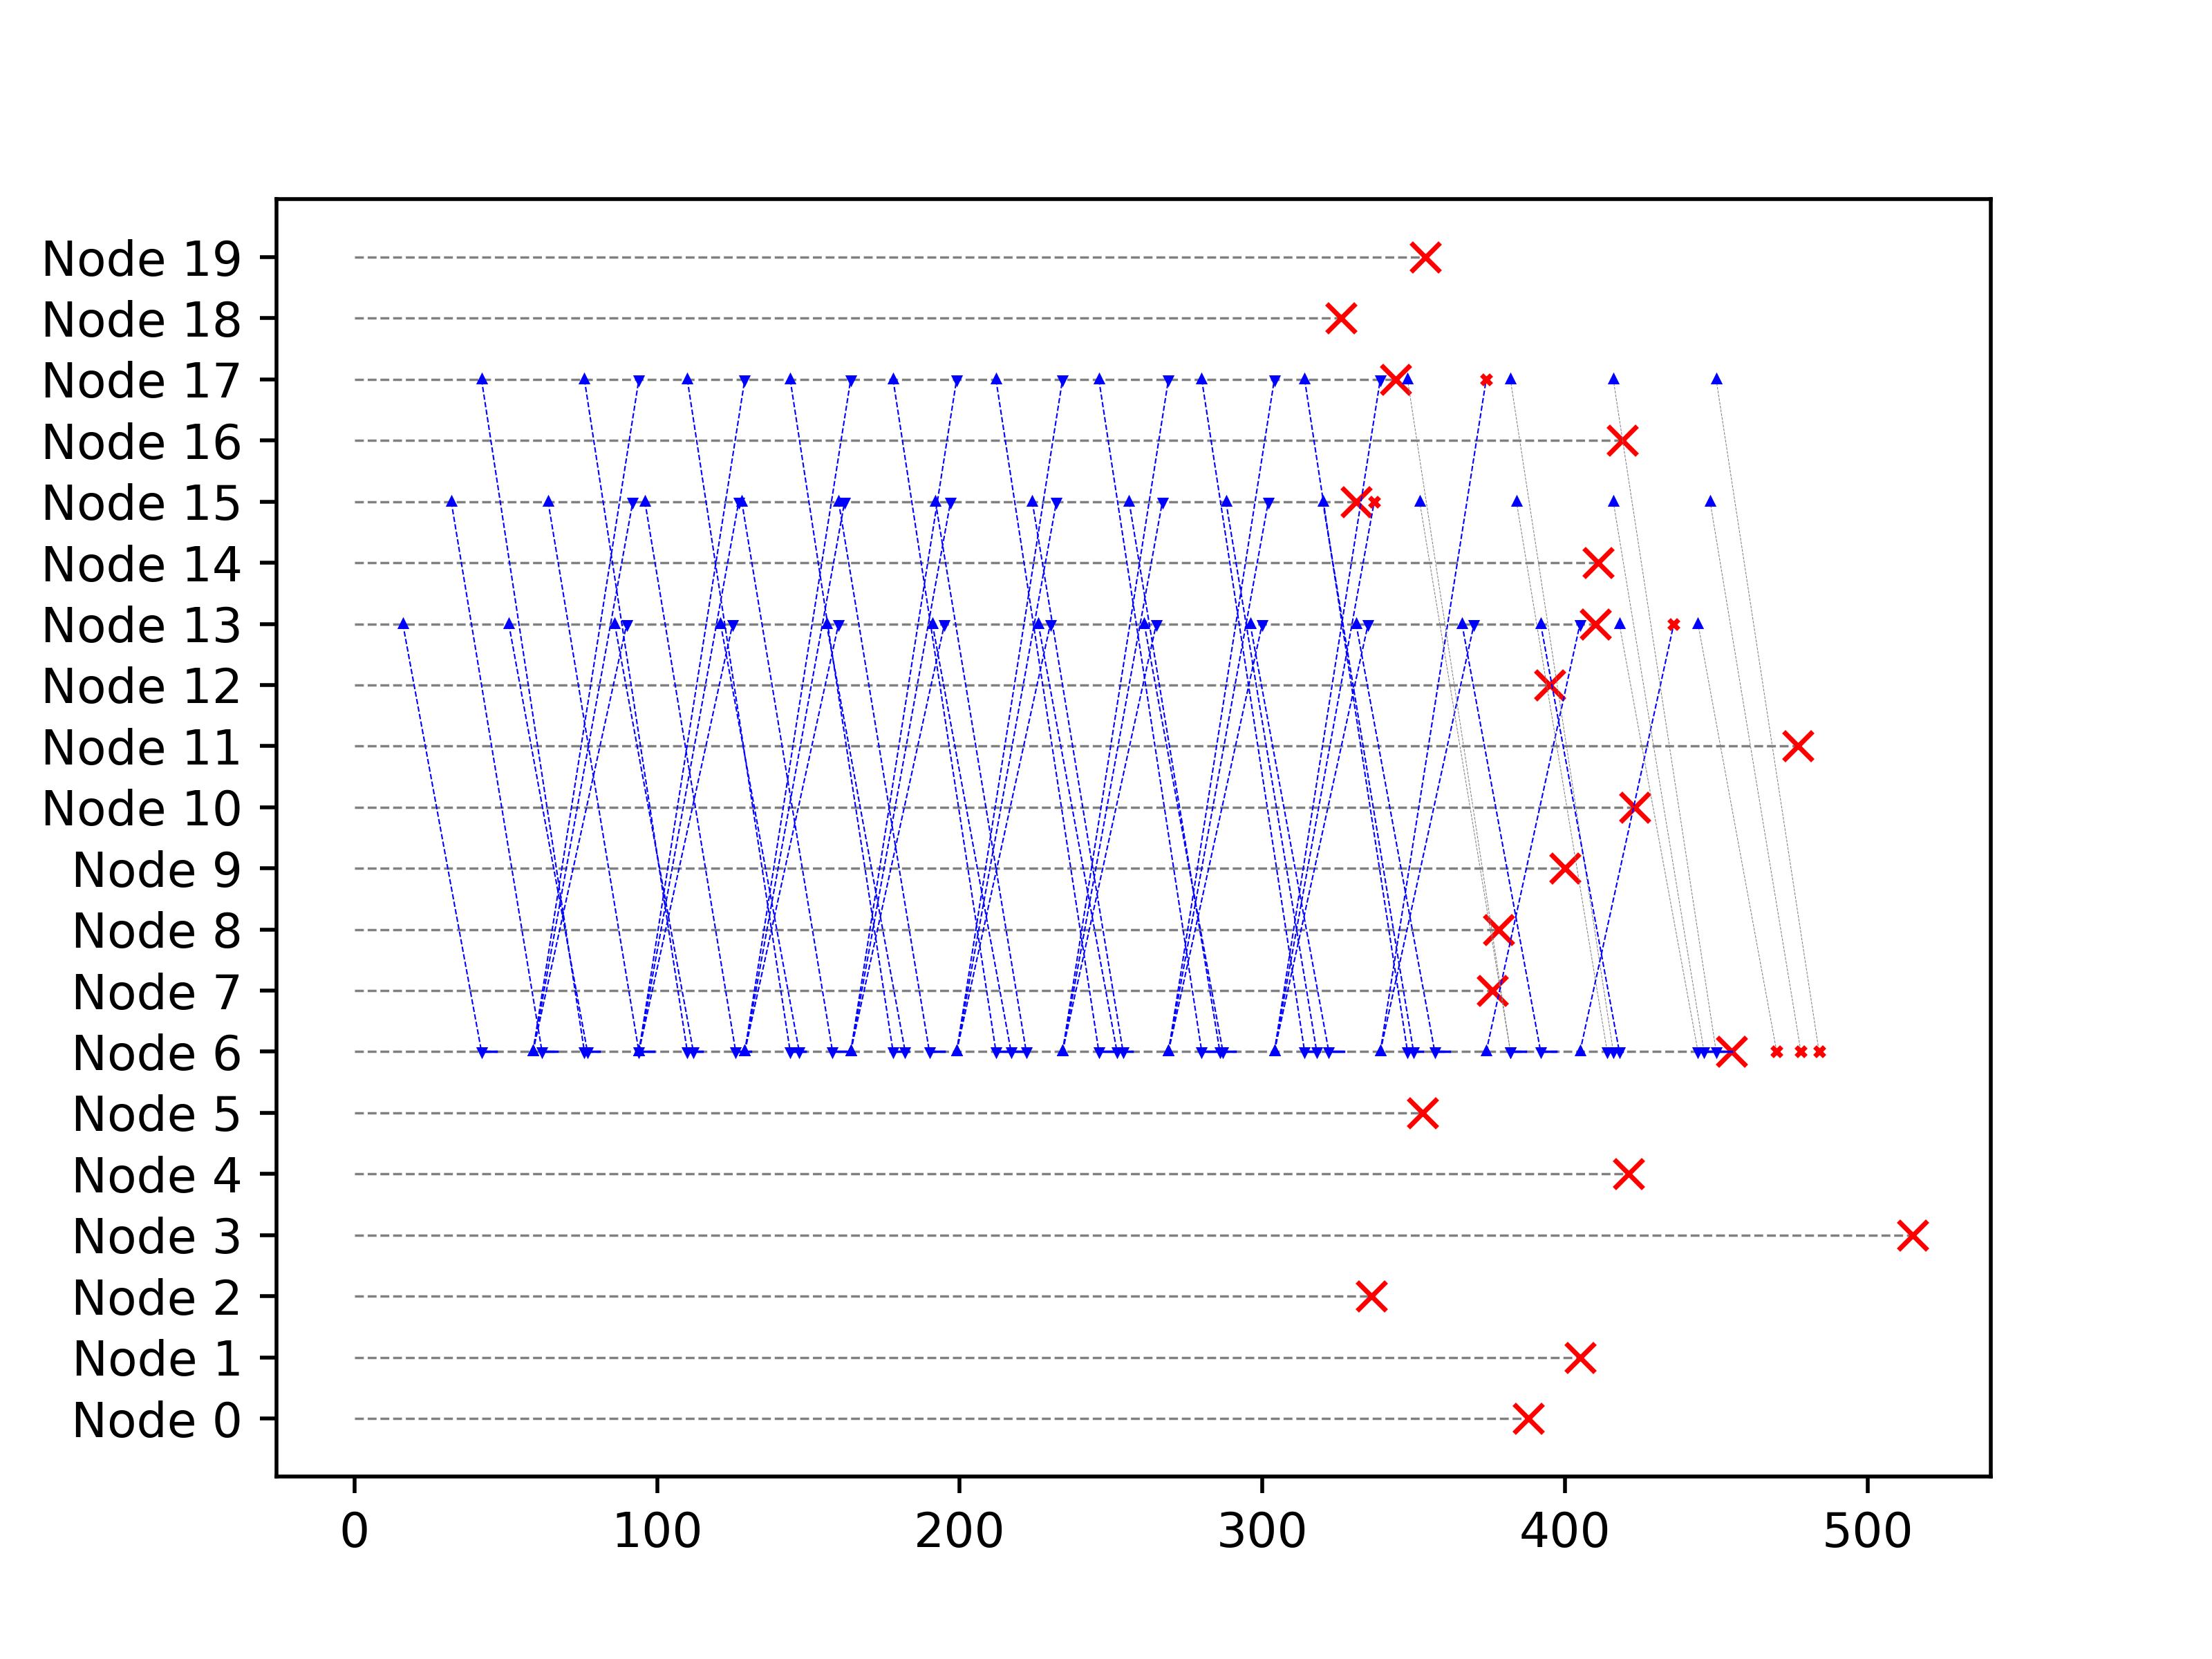 Node 19
Node 18
Node 17
Node 16
Node 15
Node 14
Node 13
Node 12
Node 11
Node 10
Node 9
Node 8
Node 7
Node 6
Node 5
Node 4
Node 3
Node 2
Node 1
Node 0
0 100 200 300 400 500